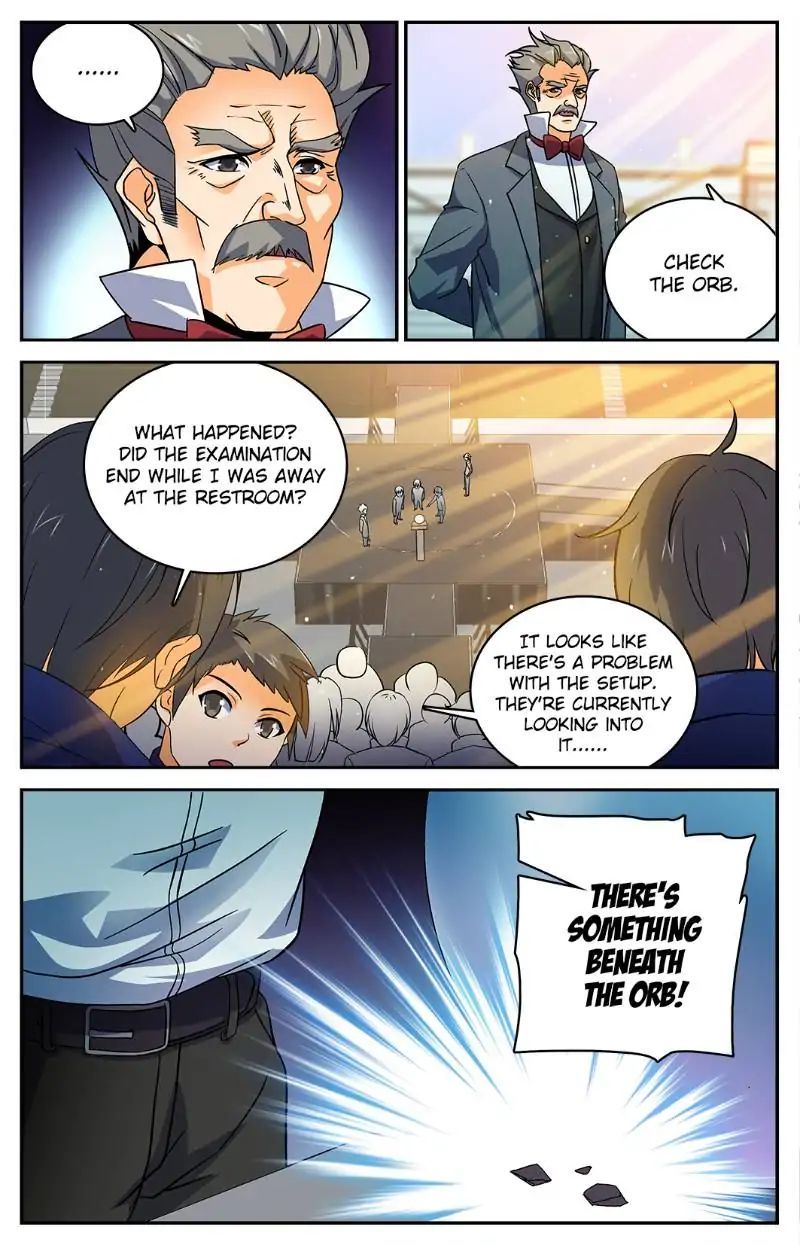 ......
CHECK
THE ORB.
WHAT HAPPENED?
DID THE EXAMINATION
END WHILE I WAS AWAY
AT THE RESTROOM?
IT LOOKS LIKE
THERE'S A PROBLEM
WITH THE SETUP.
THEY'RE CURRENTLY
LOOKING INTO
IT......
THERE'S
SOMETHING
BENEATH
THE ORB!